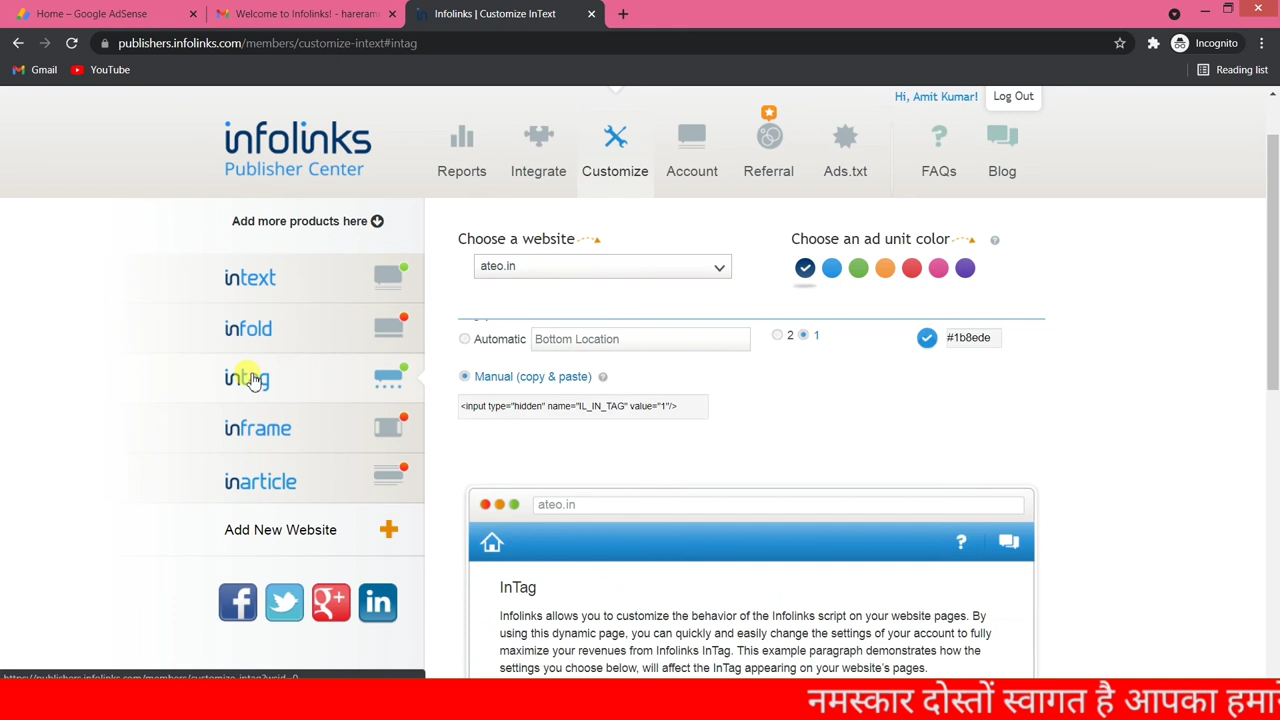 Home – Google AdSense
Welcome to Infolinks! - hareram
Infolinks | Customize InText
publishers.infolinks.com/members/customize-intext#intag
Incognito
Gmail
YouTube
Reading list
Hi, Amit Kumar!
Log Out
infolinks
Publisher Center
Reports
Integrate
Customize
Account
Referral
Ads.txt
FAQs
Blog
Add more products here
intext
infold
intag
inframe
inarticle
Add New Website
Choose a website
ateo.in
Choose an ad unit color
Automatic
Bottom Location
2
1
#1b8ede
Manual (copy & paste)
<input type="hidden" name="IL_IN_TAG" value="1"/>
ateo.in
InTag
Infolinks allows you to customize the behavior of the Infolinks script on your website pages. By
using this dynamic page, you can quickly and easily change the settings of your account to fully
maximize your revenues from Infolinks InTag. This example paragraph demonstrates how the
settings you choose below, will affect the InTag appearing on your website's pages.
नमस्कार दोस्तों स्वागत है आपका हमा